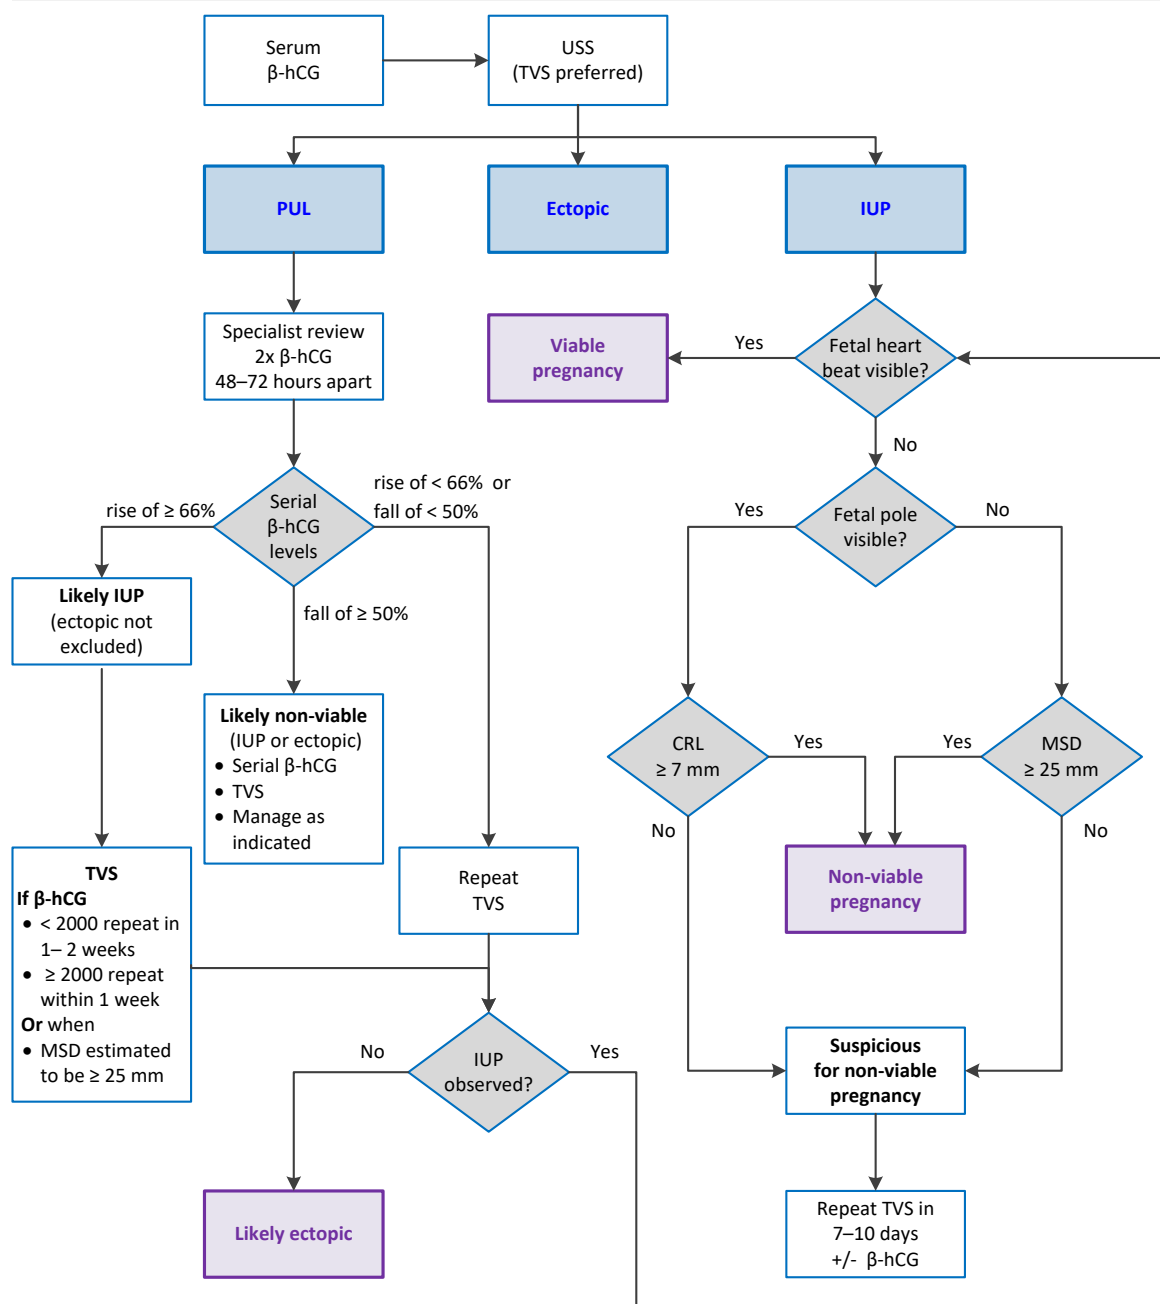 Serum
β-hCG
USS
(TVS preferred)
PUL
Ectopic
IUP
Specialist review
2x β-hCG
48–72 hours apart
Viable
pregnancy
Yes
Fetal heart
beat visible?
No
rise of ≥ 66%
Serial
β-hCG
levels
rise of < 66% or
fall of < 50%
Yes
Fetal pole
visible?
No
Likely IUP
(ectopic not
excluded)
fall of ≥ 50%
Likely non-viable
(IUP or ectopic)
• Serial β-hCG
• TVS
• Manage as
indicated
CRL
≥ 7 mm
Yes
No
Yes
MSD
≥ 25 mm
No
TVS
If β-hCG
• < 2000 repeat in
1– 2 weeks
• ≥ 2000 repeat
within 1 week
Or when
• MSD estimated
to be ≥ 25 mm
Repeat
TVS
Non-viable
pregnancy
No
IUP
observed?
Yes
Suspicious
for non-viable
pregnancy
Likely ectopic
Repeat TVS in
7–10 days
+/- β-hCG